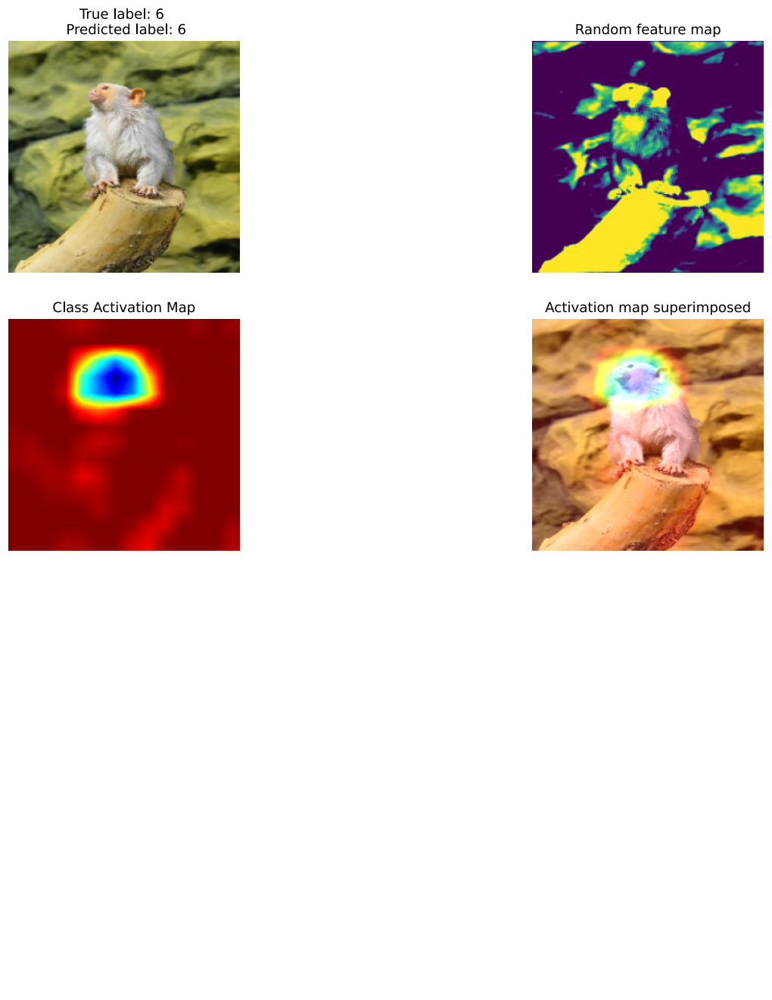 True label: 6
Predicted label: 6
Random feature map
Class Activation Map
Activation map superimposed